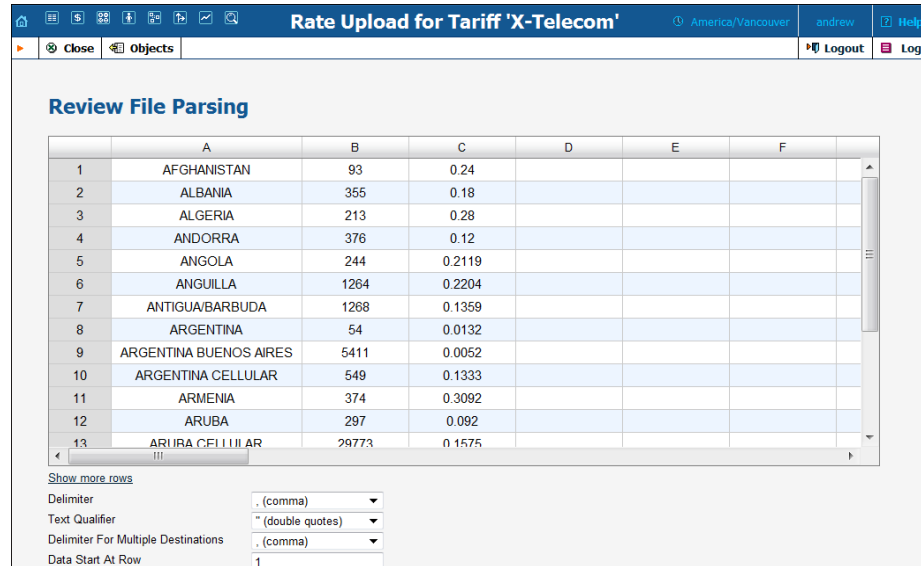 Rate Upload for Tariff 'X-Telecom' America/Vancouver andrew ? Help
Close Objects Logout Log
Review File Parsing
A B C D E F
1 AFGHANISTAN 93 0.24
2 ALBANIA 355 0.18
3 ALGERIA 213 0.28
4 ANDORRA 376 0.12
5 ANGOLA 244 0.2119
6 ANGUILLA 1264 0.2204
7 ANTIGUA/BARBUDA 1268 0.1359
8 ARGENTINA 54 0.0132
9 ARGENTINA BUENOS AIRES 5411 0.0052
10 ARGENTINA CELLULAR 549 0.1333
11 ARMENIA 374 0.3092
12 ARUBA 297 0.092
13 ARUBA CELLULAR 29773 0.1575
Show more rows
Delimiter , (comma)
Text Qualifier " (double quotes)
Delimiter For Multiple Destinations , (comma)
Data Start At Row 1